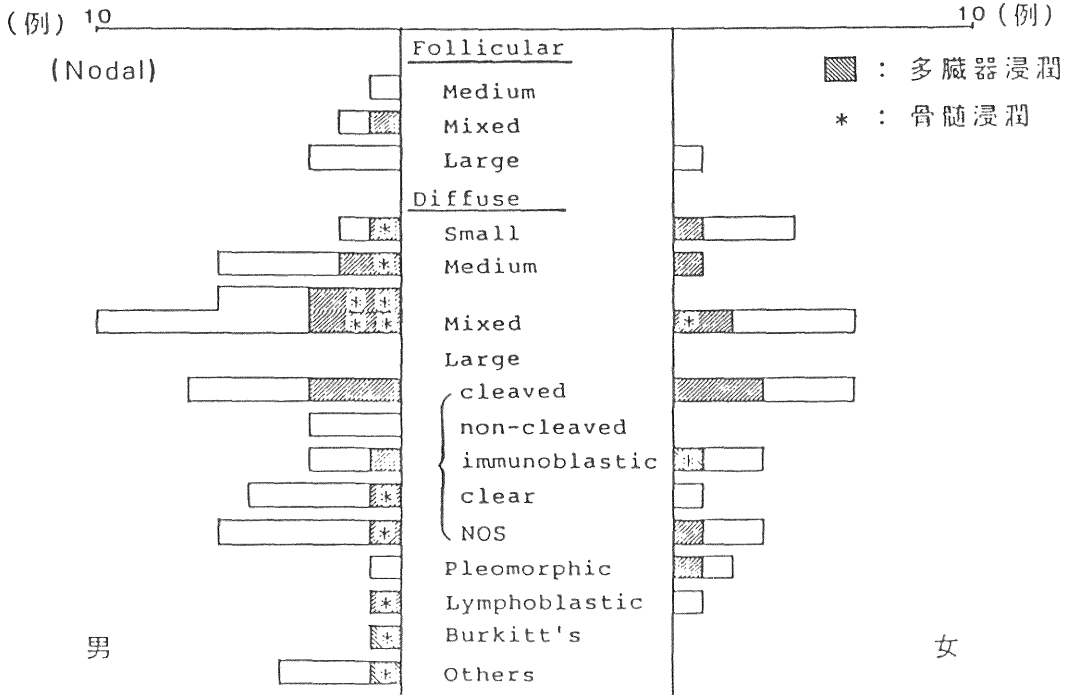 (例) 10
10 (例)
(Nodal)
Follicular
Medium
Mixed
Large
Diffuse
Small
Medium
Mixed
Large
cleaved
non-cleaved
immunoblastic
clear
NOS
Pleomorphic
Lymphoblastic
Burkitt's
Others
: 多臓器浸潤
* : 骨髄浸潤
男
女